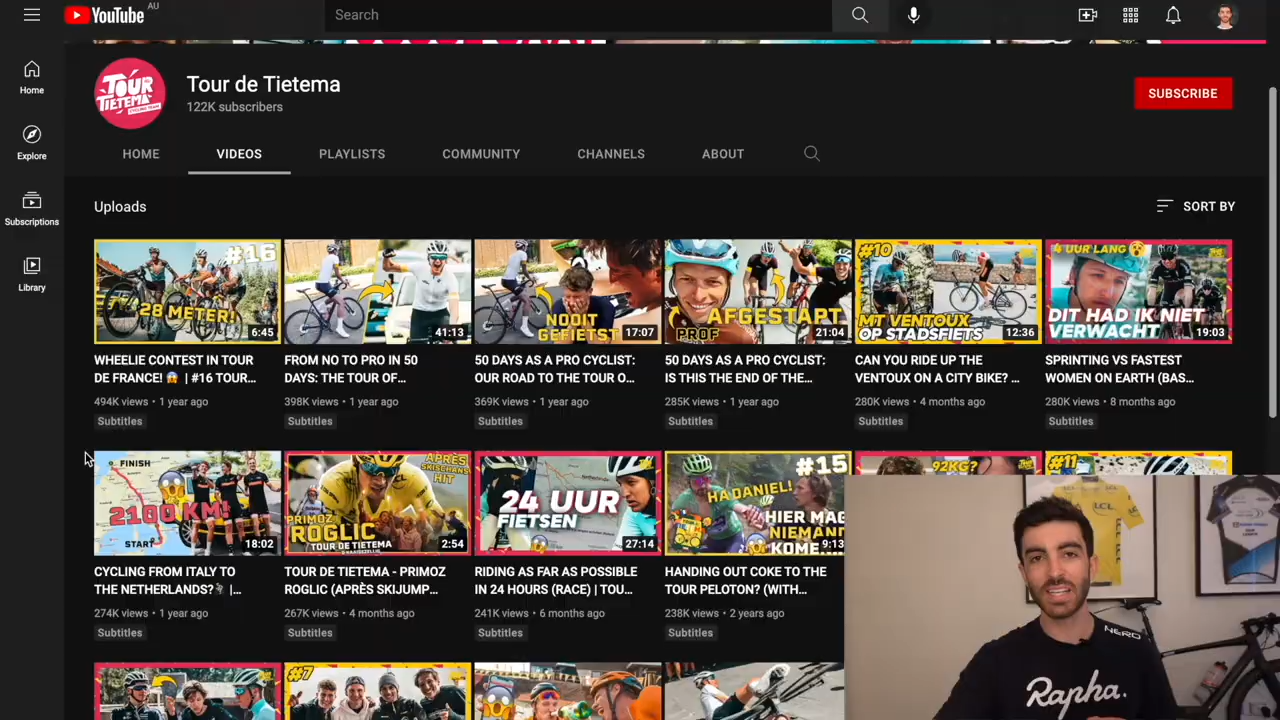 YouTube
AU
Search
Home
Explore
Subscriptions
Library
TOUR
TIETEMA
CYCLING TEAM
Tour de Tietema
122K subscribers
SUBSCRIBE
HOME
VIDEOS
PLAYLISTS
COMMUNITY
CHANNELS
ABOUT
Uploads
SORT BY
#16
28 METER!
6:45
41:13
NOOIT
GEFIETST
17:07
AFGESTAPT
PROF
21:04
#10
MT VENTOUX
OP STADSFIETS
12:36
4 UUR LANG
DIT HAD IK NIET
VERWACHT
19:03
WHEELIE CONTEST IN TOUR
DE FRANCE! 😱 | #16 TOUR...
494K views • 1 year ago
Subtitles
FROM NO TO PRO IN 50
DAYS: THE TOUR OF...
398K views • 1 year ago
Subtitles
50 DAYS AS A PRO CYCLIST:
OUR ROAD TO THE TOUR O...
369K views • 1 year ago
Subtitles
50 DAYS AS A PRO CYCLIST:
IS THIS THE END OF THE...
285K views • 1 year ago
Subtitles
CAN YOU RIDE UP THE
VENTOUX ON A CITY BIKE? ...
280K views • 4 months ago
Subtitles
SPRINTING VS FASTEST
WOMEN ON EARTH (BAS...
280K views • 8 months ago
Subtitles
FINISH
2100 KM!
START
18:02
APRÈS
SKISCHANS
HIT
PRIMOZ
ROGLIC
TOUR DE TIETEMA
2:54
24 UUR
FIETSEN
27:14
#15
HA DANIEL!
HIER MAG
NIEMAND
KOME
9:13
92KG?
#11
CYCLING FROM ITALY TO
THE NETHERLANDS? |...
274K views • 1 year ago
Subtitles
TOUR DE TIETEMA - PRIMOZ
ROGLIC (APRÈS SKIJUMP...
267K views • 4 months ago
Subtitles
RIDING AS FAR AS POSSIBLE
IN 24 HOURS (RACE) | TOU...
241K views • 6 months ago
Subtitles
HANDING OUT COKE TO THE
TOUR PELOTON? (WITH...
238K views • 2 years ago
Subtitles
#7
LCL
NERO
Rapha.